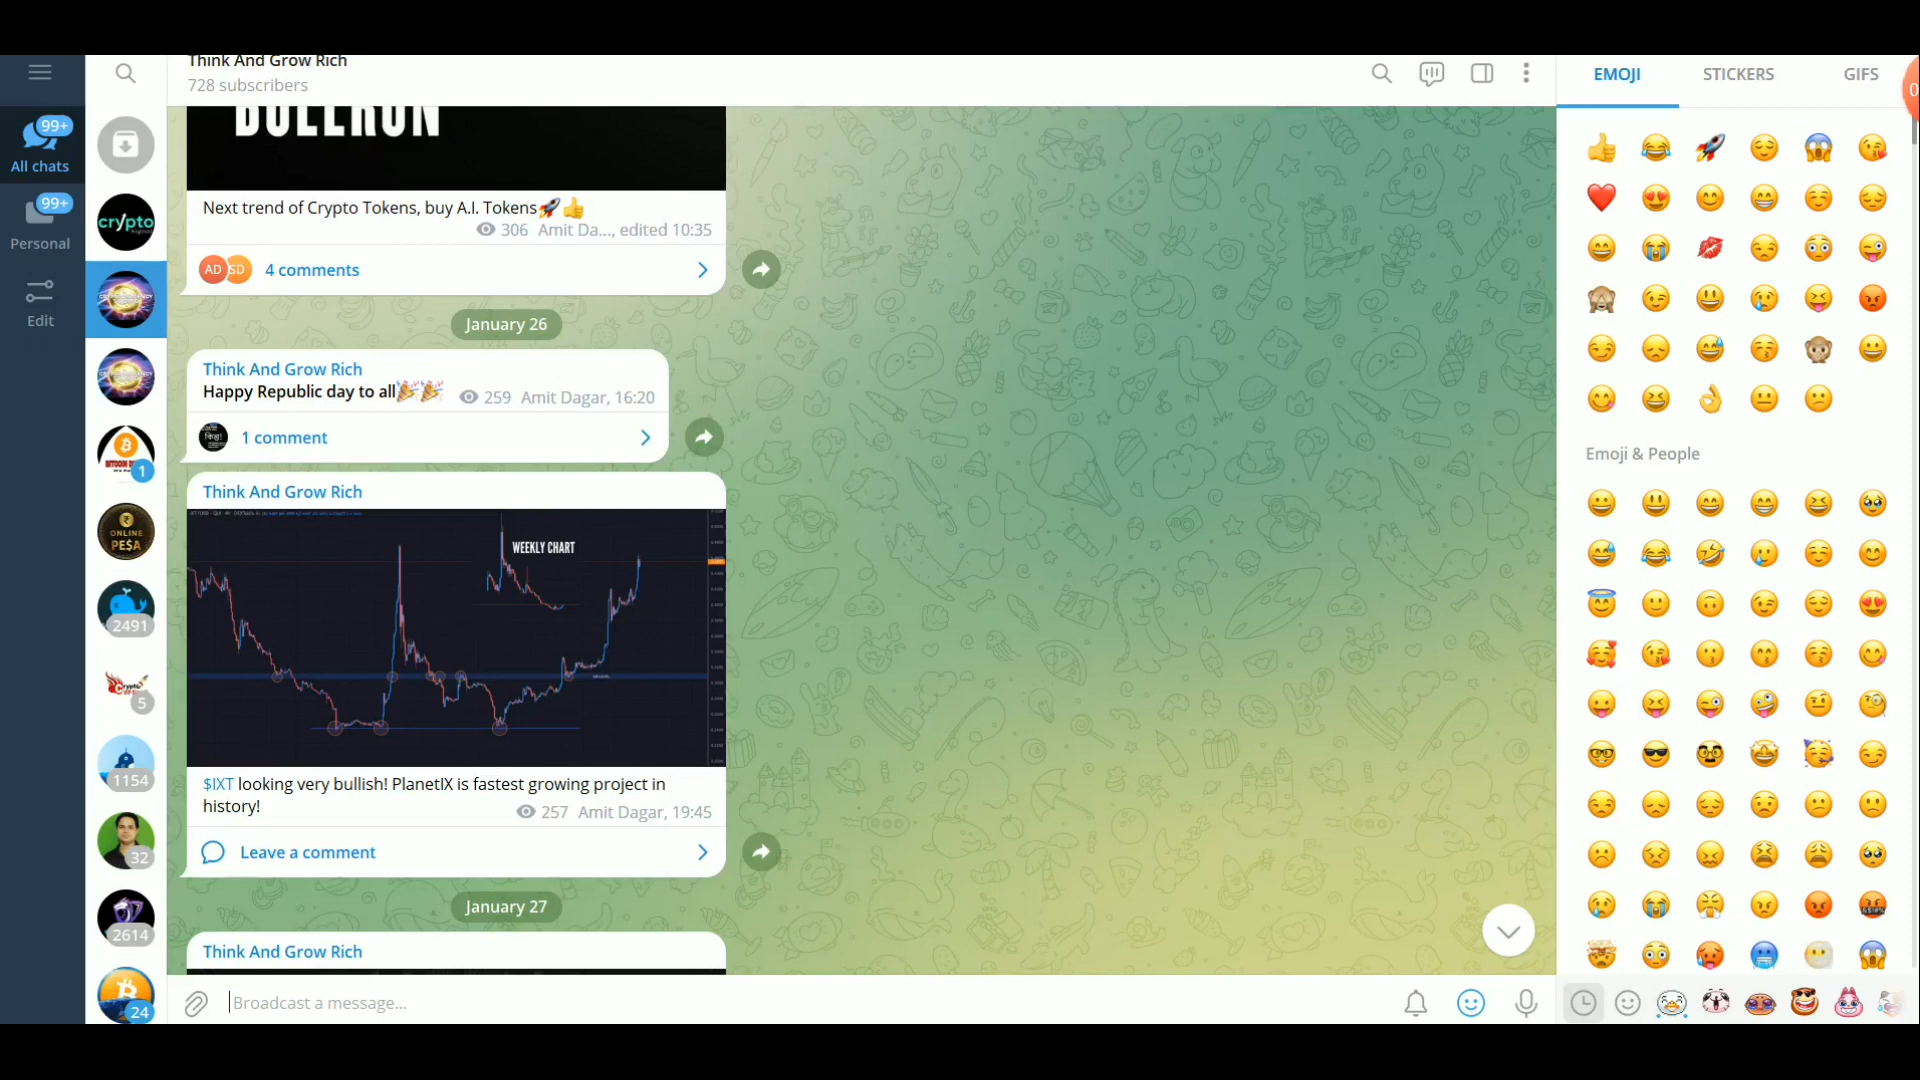 Think And Grow Rich
728 subscribers
EMOJI
STICKERS
GIFS
99+
All chats
99+
Personal
Edit
crypto
1
ONLINE
PE$A
2491
5
1154
32
2614
24
BULLRUN
Next trend of Crypto Tokens, buy A.I. Tokens🚀👍
306 Amit Da..., edited 10:35
AD SD 4 comments
January 26
Think And Grow Rich
Happy Republic day to all🎉🎉 259 Amit Dagar, 16:20
1 comment
Think And Grow Rich
WEEKLY CHART
$IXT looking very bullish! PlanetIX is fastest growing project in
history! 257 Amit Dagar, 19:45
Leave a comment
January 27
Think And Grow Rich
Broadcast a message...
Emoji & People